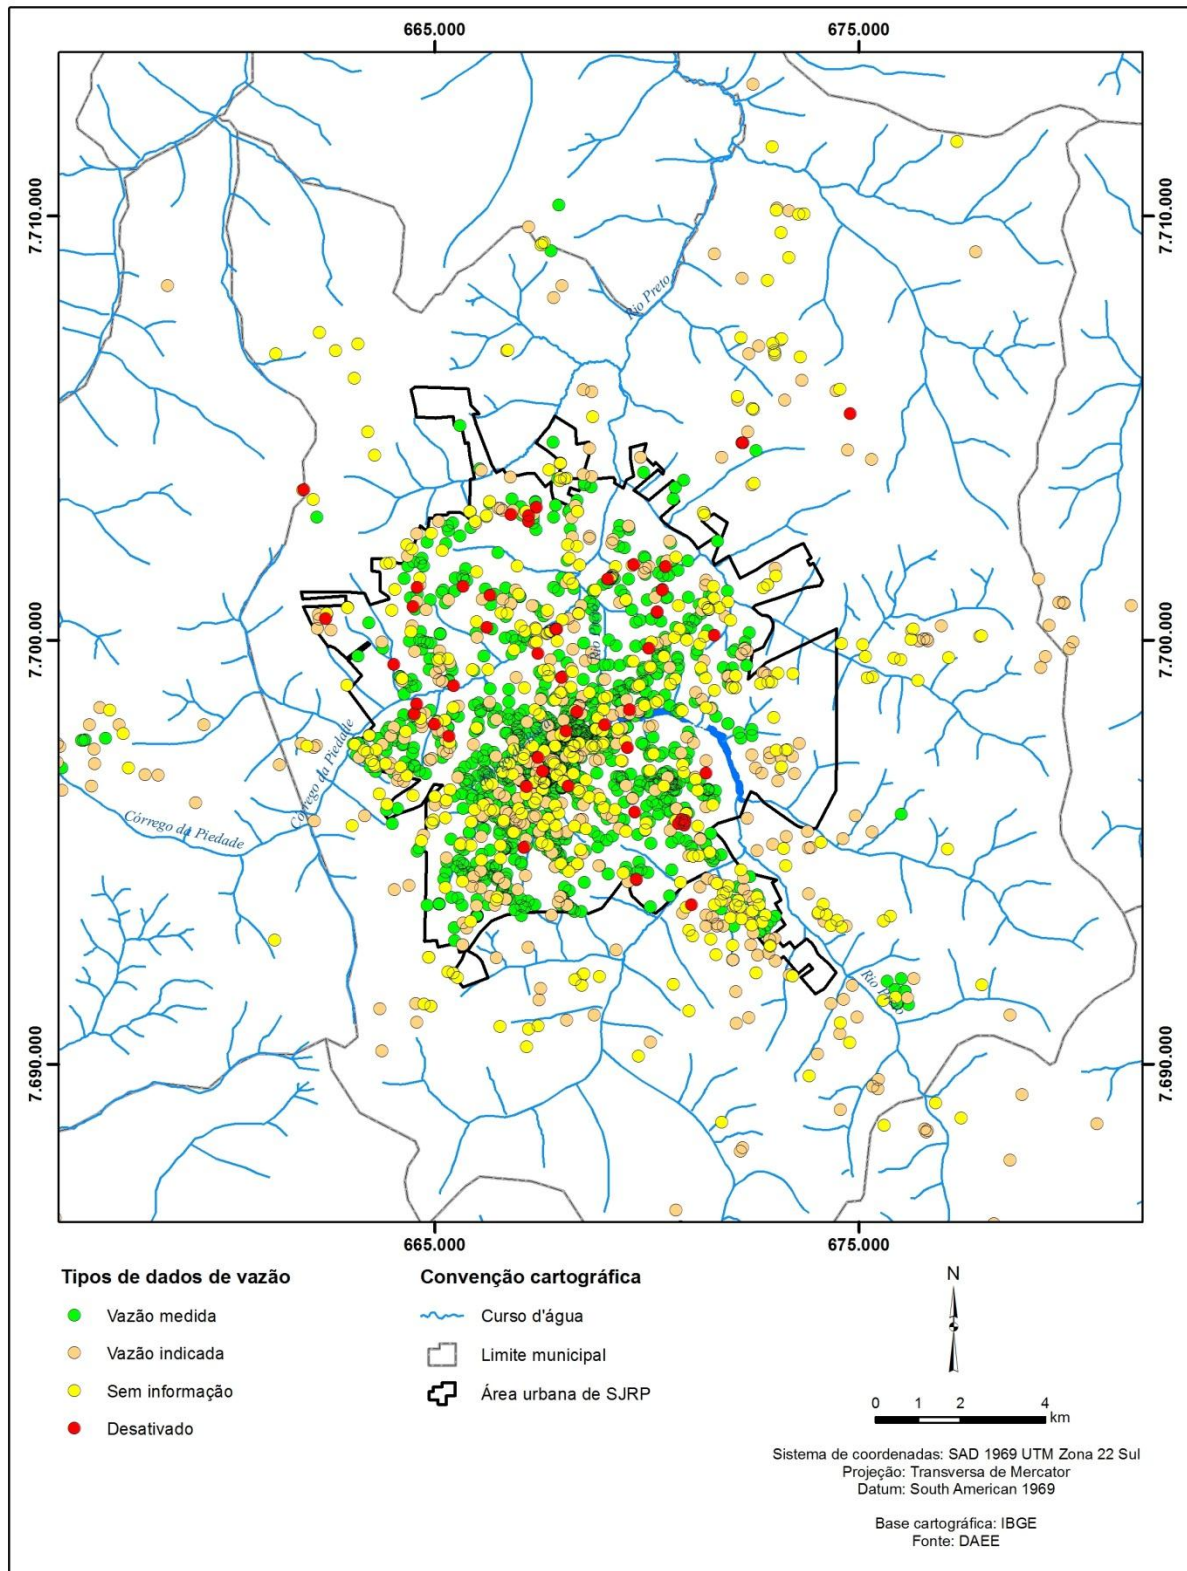 665.000
675.000
7.710.000
7.710.000
Rio Preto
7.700.000
7.700.000
Rio Preto
Córrego da Piedade
Córrego da Piedade
Rio Preto
7.690.000
7.690.000
665.000
675.000
Tipos de dados de vazão
Vazão medida
Vazão indicada
Sem informação
Desativado
Convenção cartográfica
Curso d'água
Limite municipal
Área urbana de SJRP
N
0 1 2 4
km
Sistema de coordenadas: SAD 1969 UTM Zona 22 Sul
Projeção: Transversa de Mercator
Datum: South American 1969
Base cartográfica: IBGE
Fonte: DAEE